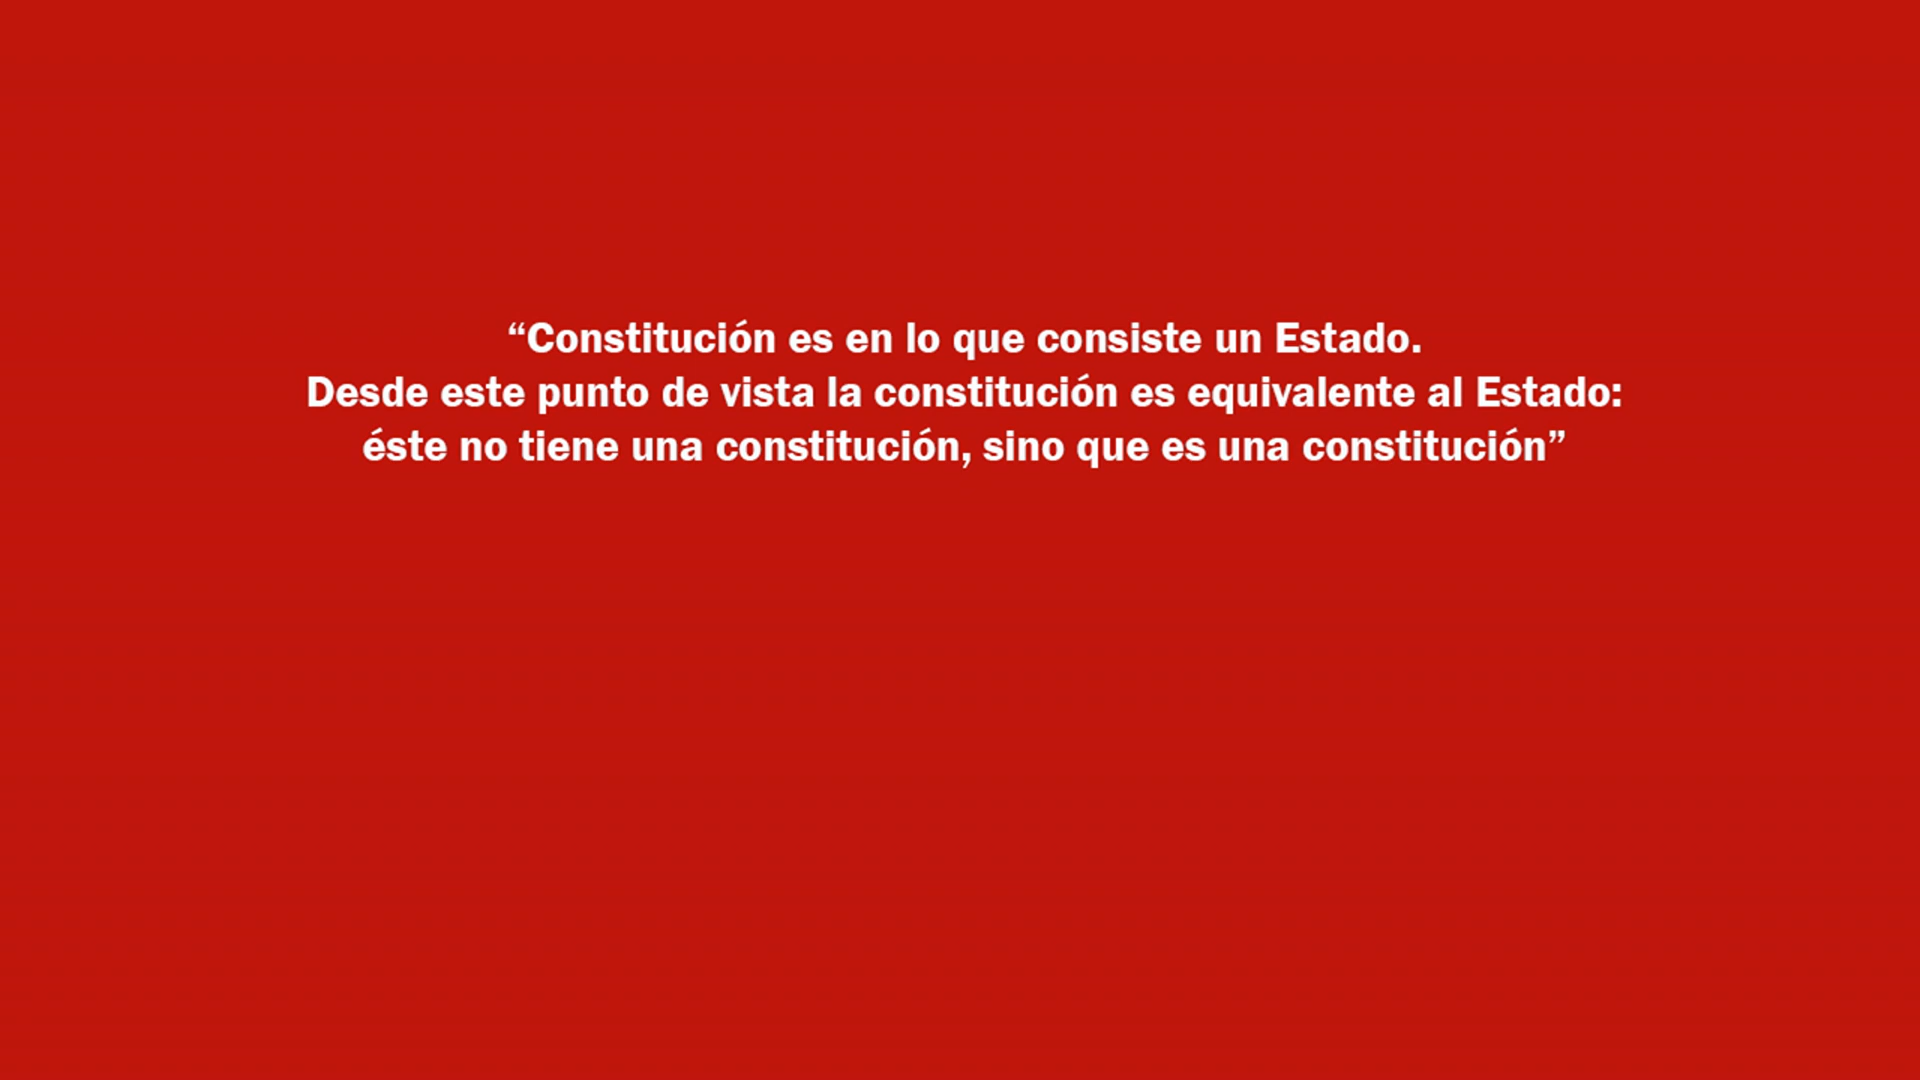 “Constitución es en lo que consiste un Estado.
Desde este punto de vista la constitución es equivalente al Estado:
éste no tiene una constitución, sino que es una constitución”